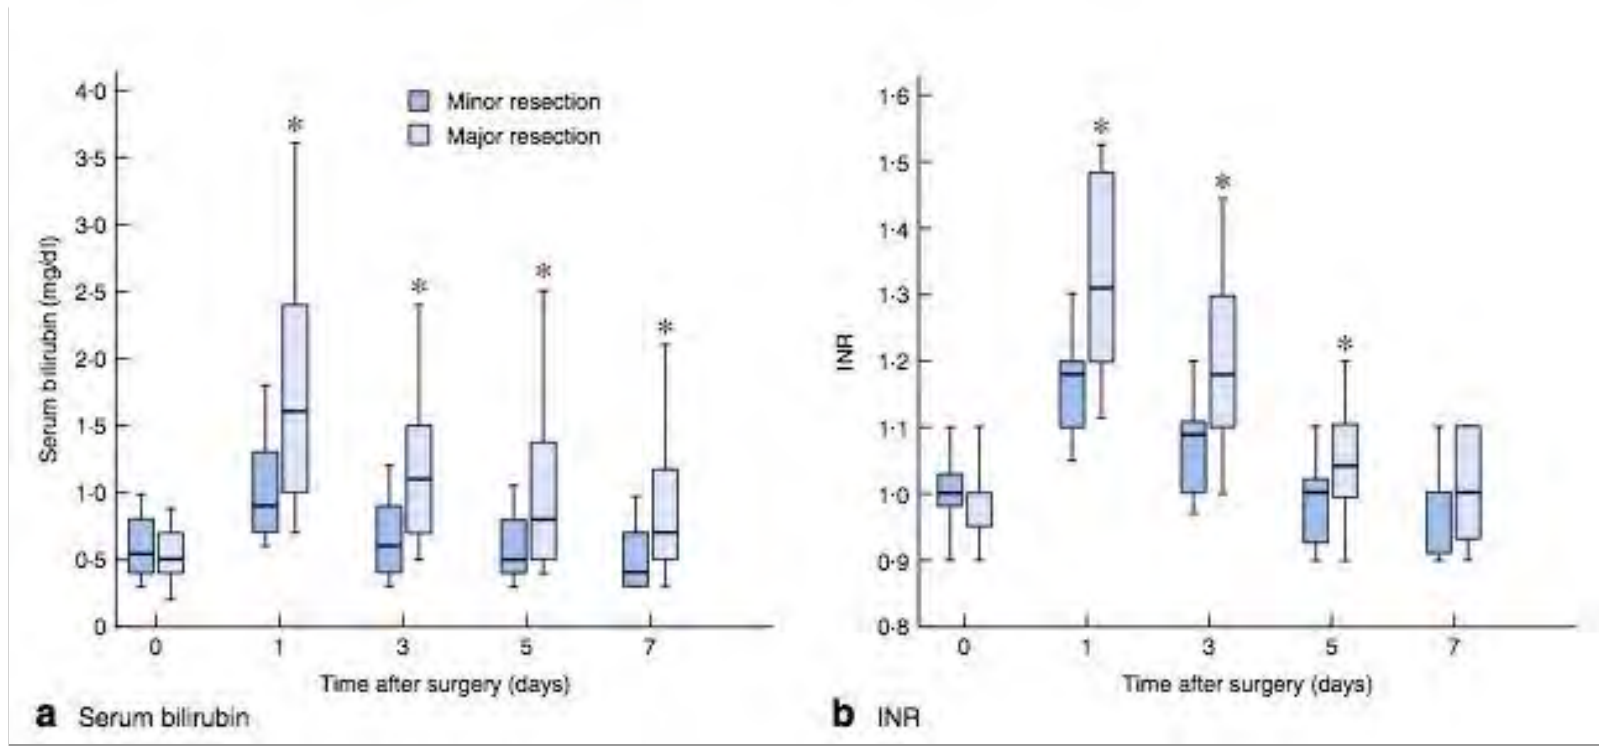 4·0
3·5
3·0
2·5
2·0
1·5
1·0
0·5
0
Serum bilirubin (mg/dl)
*
*
*
*
Minor resection
Major resection
0 1 3 5 7
Time after surgery (days)
a Serum bilirubin
1·6
1·5
1·4
1·3
1·2
1·1
1·0
0·9
0·8
INR
*
*
*
0 1 3 5 7
Time after surgery (days)
b INR